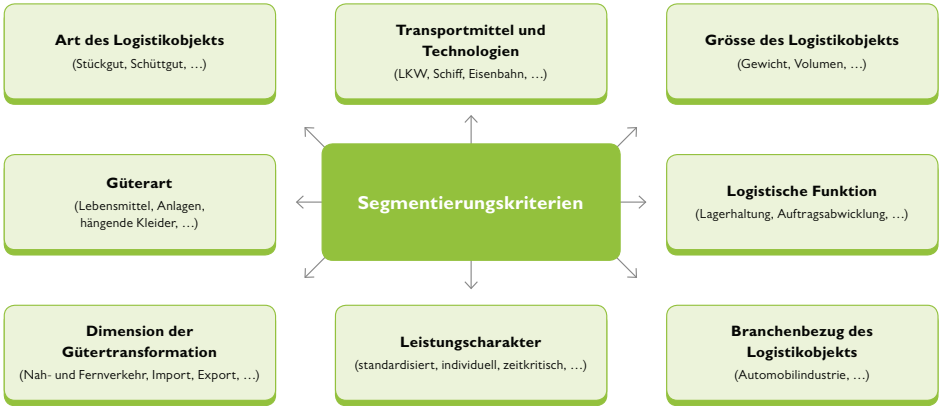 Art des Logistikobjekts
(Stückgut, Schüttgut, …)
Transportmittel und
Technologien
(LKW, Schiff, Eisenbahn, …)
Grösse des Logistikobjekts
(Gewicht, Volumen, …)
Güterart
(Lebensmittel, Anlagen,
hängende Kleider, …)
Segmentierungskriterien
Logistische Funktion
(Lagerhaltung, Auftragsabwicklung, …)
Dimension der
Gütertransformation
(Nah- und Fernverkehr, Import, Export, …)
Leistungscharakter
(standardisiert, individuell, zeitkritisch, …)
Branchenbezug des
Logistikobjekts
(Automobilindustrie, …)